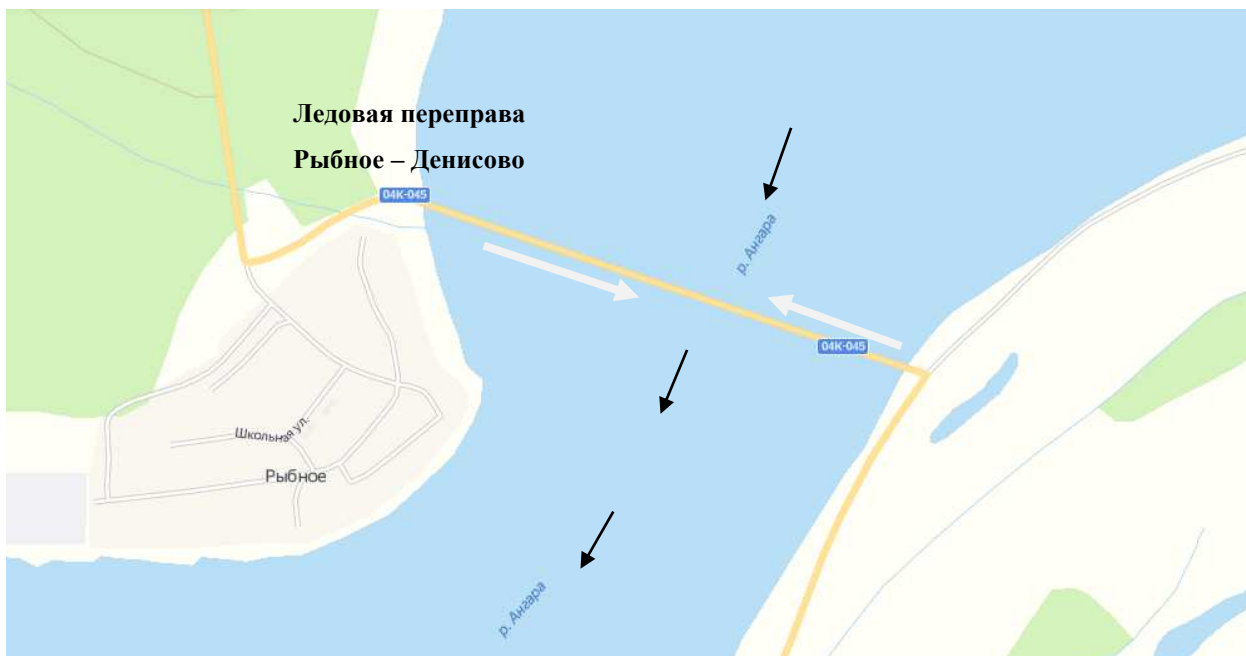 Ледовая переправа
Рыбное – Денисово
04К-045
р. Ангара
04К-045
Школьная ул.
Рыбное
р. Ангара